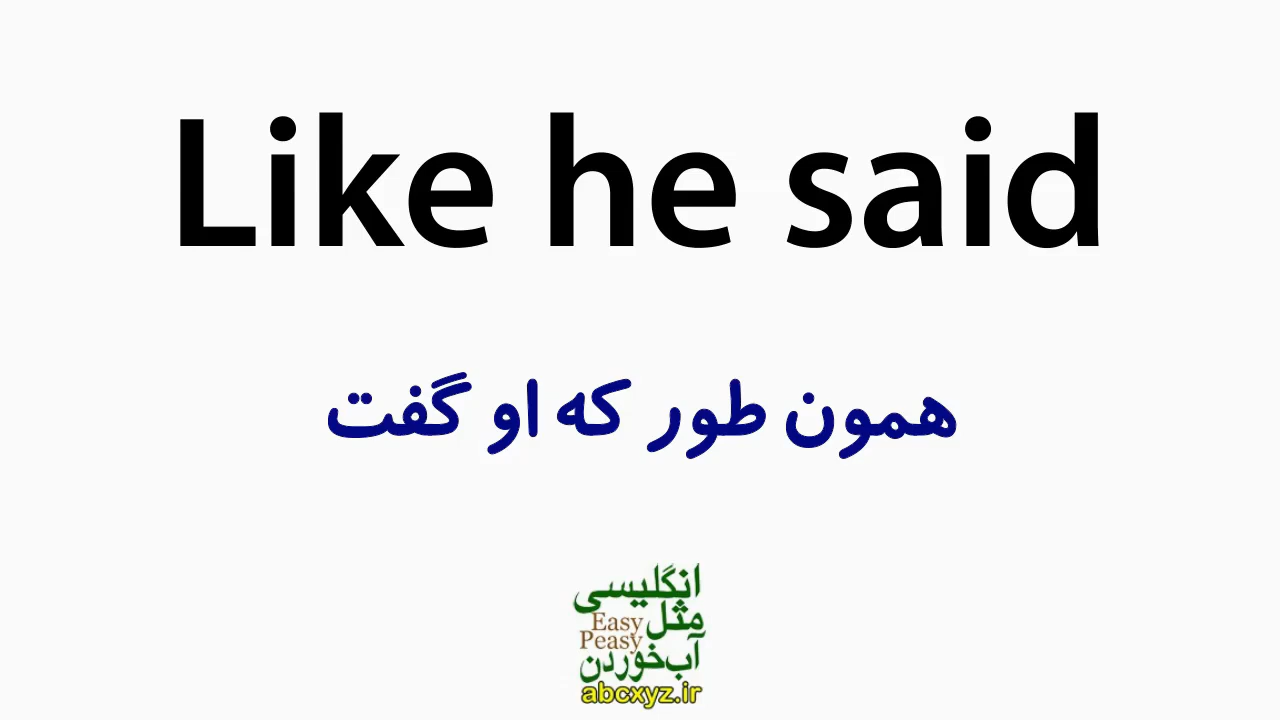 Like he said
همون طور که او گفت
انگلیسی
مثل
Easy
Peasy
آب‌خوردن
abcxyz.ir